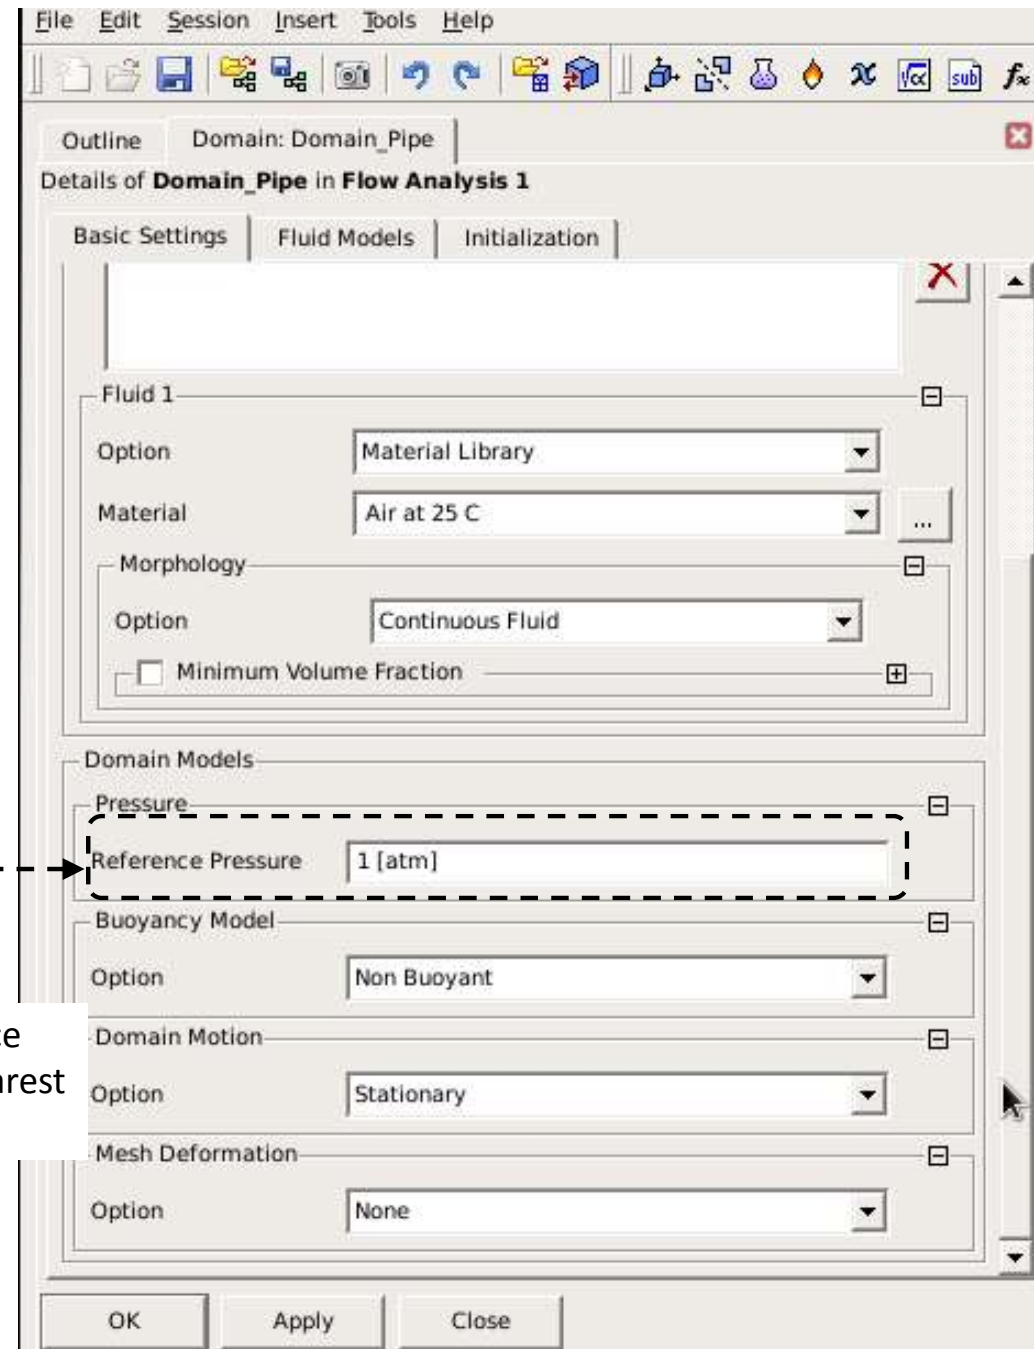 File Edit Session Insert Tools Help
sub
Outline Domain: Domain_Pipe
Details of Domain_Pipe in Flow Analysis 1
Basic Settings Fluid Models Initialization
Fluid 1
Option Material Library
Material Air at 25 C ...
Morphology
Option Continuous Fluid
Minimum Volume Fraction
Domain Models
Pressure
Reference Pressure 1 [atm]
Buoyancy Model
Option Non Buoyant
Domain Motion
Option Stationary
Mesh Deformation
Option None
OK Apply Close